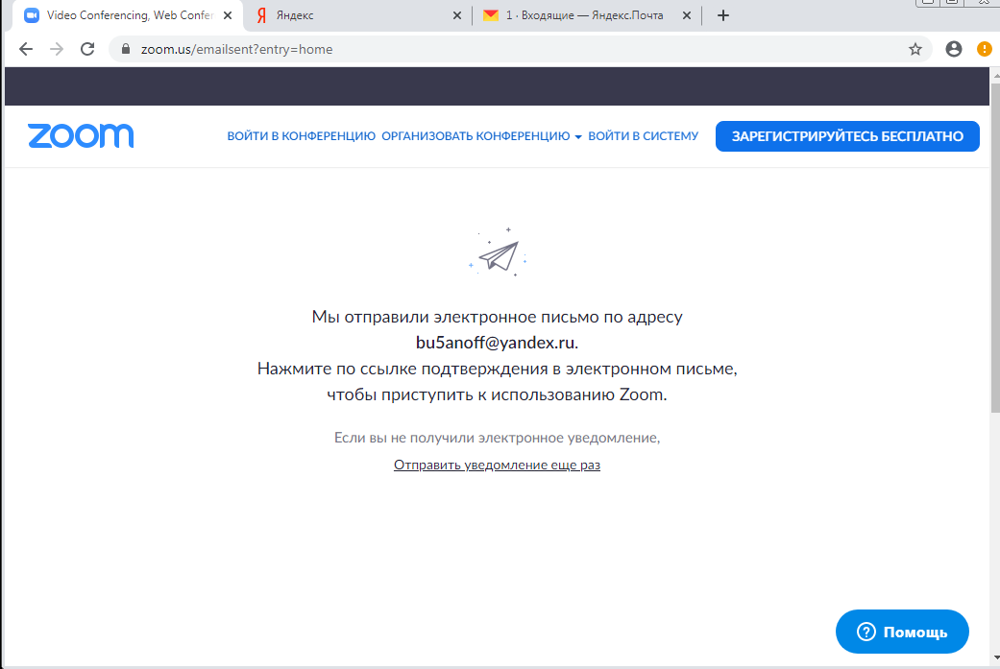 Video Conferencing, Web Confer
Яндекс
1 · Входящие — Яндекс.Почта
zoom.us/emailsent?entry=home
zoom
ВОЙТИ В КОНФЕРЕНЦИЮ ОРГАНИЗОВАТЬ КОНФЕРЕНЦИЮ ВОЙТИ В СИСТЕМУ ЗАРЕГИСТРИРУЙТЕСЬ БЕСПЛАТНО
Мы отправили электронное письмо по адресу
bu5anoff@yandex.ru.
Нажмите по ссылке подтверждения в электронном письме,
чтобы приступить к использованию Zoom.
Если вы не получили электронное уведомление,
Отправить уведомление еще раз
Помощь